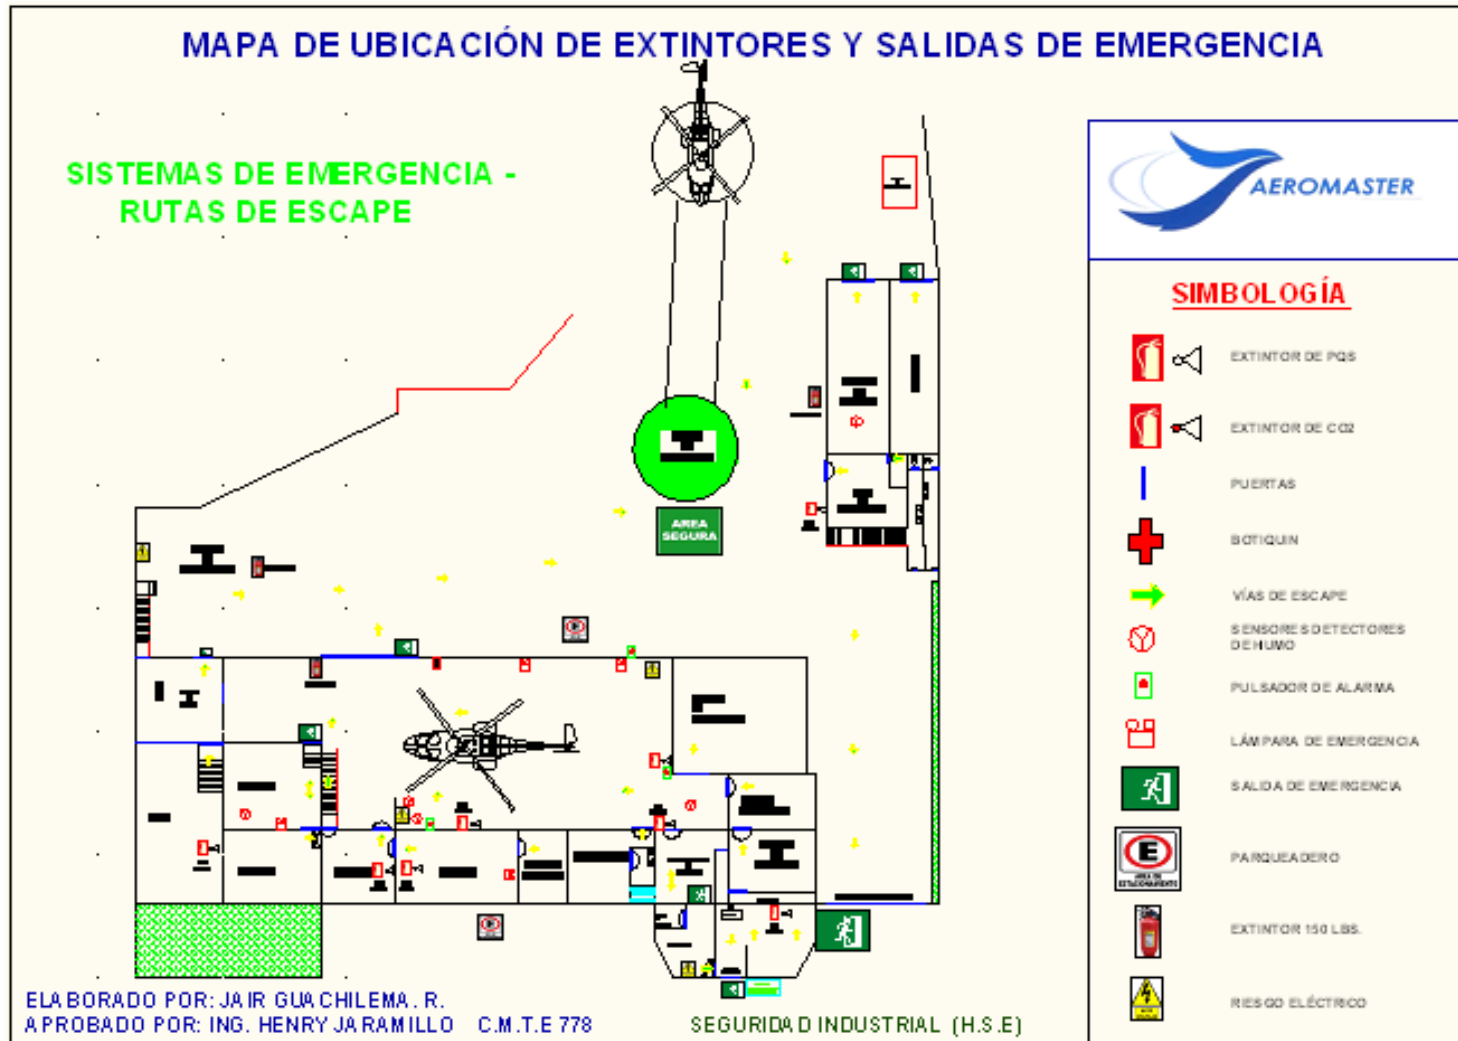 MAPA DE UBICACIÓN DE EXTINTORES Y SALIDAS DE EMERGENCIA
SISTEMAS DE EMERGENCIA -
RUTAS DE ESCAPE
AREA
SEGURA
AEROMASTER
SIMBOLOGÍA
EXTINTOR DE PQS
EXTINTOR DE CO2
PUERTAS
BOTIQUIN
VÍAS DE ESCAPE
SENSORES DETECTORES
DE HUMO
PULSADOR DE ALARMA
LÁMPARA DE EMERGENCIA
SALIDA DE EMERGENCIA
E
AREA DE
ESTACIONAMIENTO
PARQUEADERO
EXTINTOR 150 LBS.
RIESGO ELÉCTRICO
E
E
ELABORADO POR: JAIR GUACHILEMA. R.
APROBADO POR: ING. HENRY JARAMILLO C.M.T.E 778
SEGURIDAD INDUSTRIAL (H.S.E)